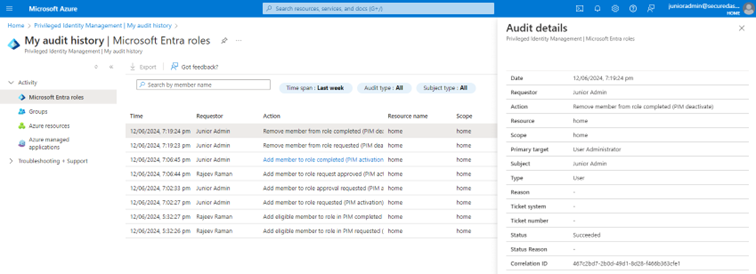 Microsoft Azure
Search resources, services, and docs (G+/)
junioradmin@securedas...
HOME
Home > Privileged Identity Management | My audit history >
My audit history | Microsoft Entra roles
Privileged Identity Management | My audit history
Activity
Microsoft Entra roles
Groups
Azure resources
Azure managed
applications
Troubleshooting + Support
Export
Got feedback?
Search by member name
Time span : Last week
Audit type : All
Subject type : All
Time Requestor Action Resource name Scope
12/06/2024, 7:19:24 pm Junior Admin Remove member from role completed (PIM dea home home
12/06/2024, 7:19:23 pm Junior Admin Remove member from role requested (PIM dea home home
12/06/2024, 7:06:45 pm Junior Admin Add member to role completed (PIM activation home home
12/06/2024, 7:06:44 pm Rajeev Raman Add member to role request approved (PIM act home home
12/06/2024, 7:02:33 pm Junior Admin Add member to role approval requested (PIM a home home
12/06/2024, 7:02:27 pm Junior Admin Add member to role requested (PIM activation) home home
12/06/2024, 5:32:27 pm Rajeev Raman Add eligible member to role in PIM completed home home
12/06/2024, 5:32:26 pm Rajeev Raman Add eligible member to role in PIM requested ( home home
Audit details
Privileged Identity Management | Microsoft Entra roles
Date 12/06/2024, 7:19:24 pm
Requestor Junior Admin
Action Remove member from role completed (PIM deactivate)
Resource home
Scope home
Primary target User Administrator
Subject Junior Admin
Type User
Reason -
Ticket system -
Ticket number -
Status Succeeded
Status Reason -
Correlation ID 467c2bd7-2b0d-49d1-8d28-f466b363cfe1